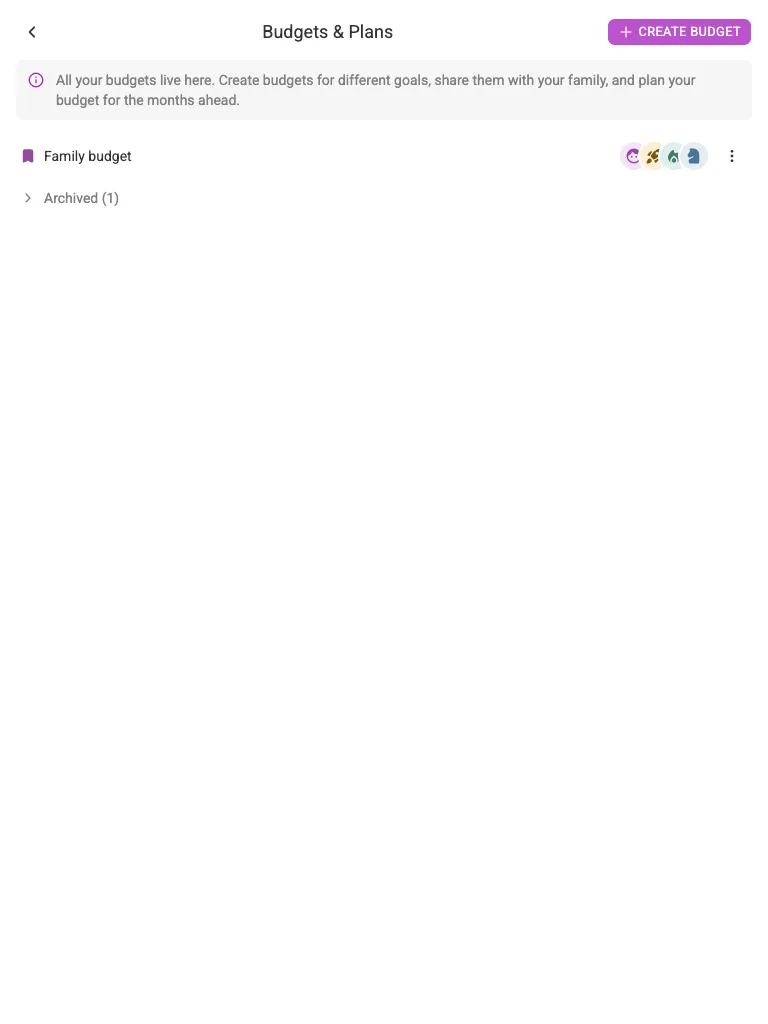 Budgets & Plans
CREATE BUDGET
All your budgets live here. Create budgets for different goals, share them with your family, and plan your
budget for the months ahead.
Family budget
Archived (1)